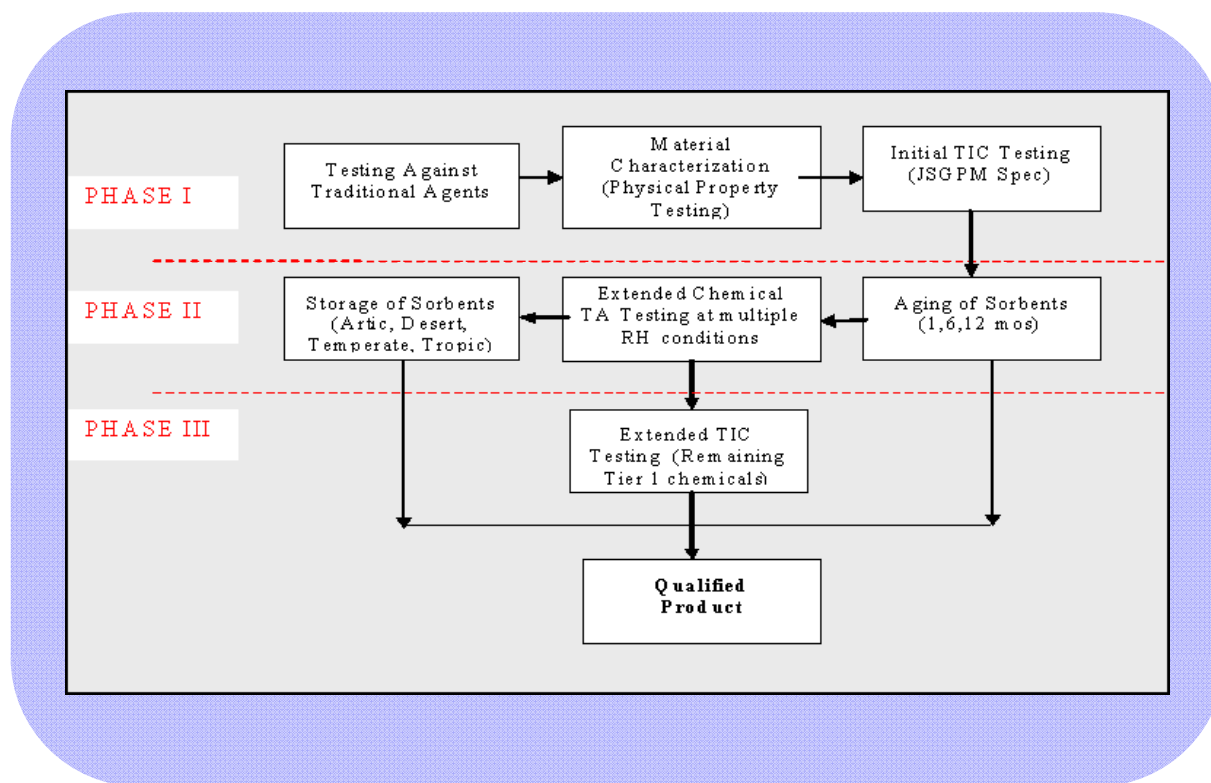 PHASE I
Testing Against
Traditional Agents
Material
Characterization
(Physical Property
Testing)
Initial TIC Testing
(JSGPM Spec)
PHASE II
Storage of Sorbents
(Artic, Desert,
Temperate, Tropic)
Extended Chemical
TA Testing at multiple
RH conditions
Aging of Sorbents
(1,6,12 mos)
PHASE III
Extended TIC
Testing (Remaining
Tier 1 chemicals)
Qualified
Product